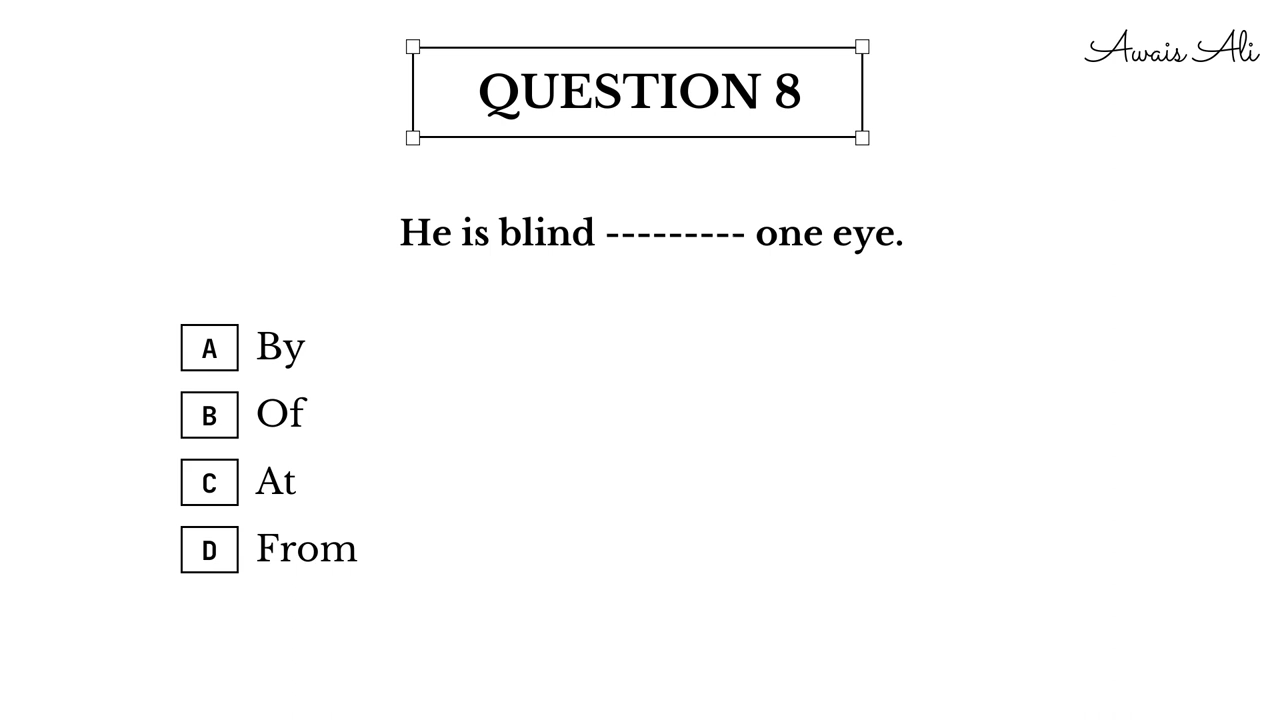 Awais Ali
QUESTION 8
He is blind --------- one eye.
A By
B Of
C At
D From